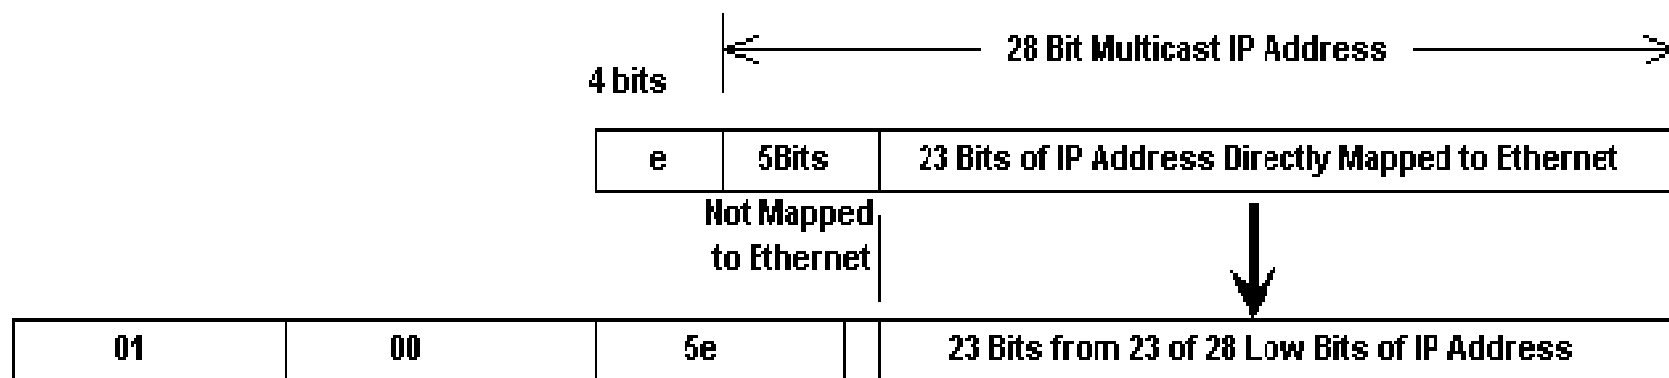 28 Bit Multicast IP Address
4 bits
e 5Bits 23 Bits of IP Address Directly Mapped to Ethernet
Not Mapped
to Ethernet
01 00 5e 23 Bits from 23 of 28 Low Bits of IP Address